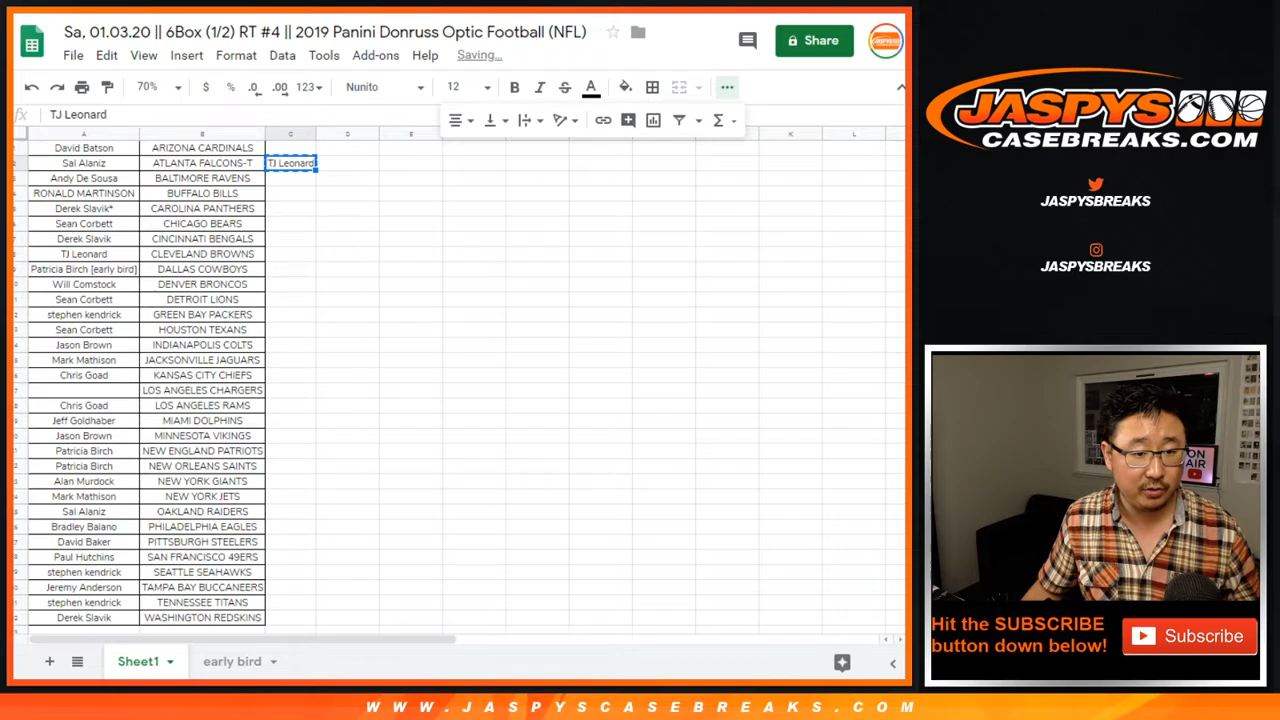 Sa, 01.03.20 || 6Box (1/2) RT #4 || 2019 Panini Donruss Optic Football (NFL)
File Edit View Insert Format Data Tools Add-ons Help Saving...
Share
70% $ % .0 .00 123 Nunito 12 B I S A
fx TJ Leonard
A B C D E K L
David Batson ARIZONA CARDINALS
Sal Alaniz ATLANTA FALCONS-T TJ Leonard
Andy De Sousa BALTIMORE RAVENS
RONALD MARTINSON BUFFALO BILLS
Derek Slavik* CAROLINA PANTHERS
Sean Corbett CHICAGO BEARS
Derek Slavik CINCINNATI BENGALS
TJ Leonard CLEVELAND BROWNS
Patricia Birch [early bird] DALLAS COWBOYS
Will Comstock DENVER BRONCOS
Sean Corbett DETROIT LIONS
stephen kendrick GREEN BAY PACKERS
Sean Corbett HOUSTON TEXANS
Jason Brown INDIANAPOLIS COLTS
Mark Mathison JACKSONVILLE JAGUARS
Chris Goad KANSAS CITY CHIEFS
LOS ANGELES CHARGERS
Chris Goad LOS ANGELES RAMS
Jeff Goldhaber MIAMI DOLPHINS
Jason Brown MINNESOTA VIKINGS
Patricia Birch NEW ENGLAND PATRIOTS
Patricia Birch NEW ORLEANS SAINTS
Alan Murdock NEW YORK GIANTS
Mark Mathison NEW YORK JETS
Sal Alaniz OAKLAND RAIDERS
Bradley Balano PHILADELPHIA EAGLES
David Baker PITTSBURGH STEELERS
Paul Hutchins SAN FRANCISCO 49ERS
stephen kendrick SEATTLE SEAHAWKS
Jeremy Anderson TAMPA BAY BUCCANEERS
stephen kendrick TENNESSEE TITANS
Derek Slavik WASHINGTON REDSKINS
Sheet1 early bird
JASPYS
CASEBREAKS.COM
JASPYSBREAKS
JASPYSBREAKS
ON
AIR
Hit the SUBSCRIBE
button down below!
Subscribe
WWW.JASPYSCASEBREAKS.COM